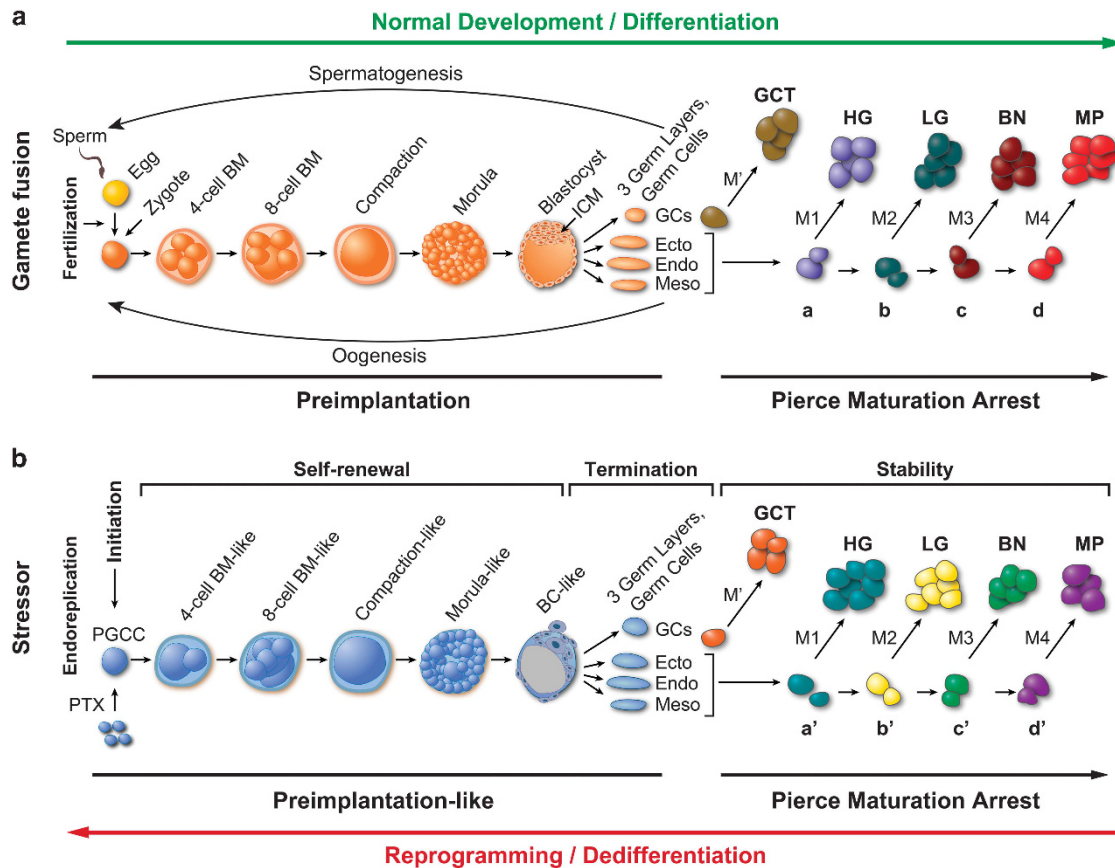 a
Normal Development / Differentiation
Gamete fusion
Spermatogenesis
Sperm
Egg
Fertilization
Zygote
4-cell BM
8-cell BM
Compaction
Morula
Blastocyst
ICM
3 Germ Layers,
Germ Cells
GCs
Ecto
Endo
Meso
M'
GCT
HG
LG
BN
MP
M1
M2
M3
M4
a
b
c
d
Oogenesis
Preimplantation
Pierce Maturation Arrest
b
Self-renewal
Termination
Stability
Stressor
Endoreplication
Initiation
PGCC
PTX
4-cell BM-like
8-cell BM-like
Compaction-like
Morula-like
BC-like
3 Germ Layers,
Germ Cells
GCs
Ecto
Endo
Meso
M'
GCT
HG
LG
BN
MP
M1
M2
M3
M4
a'
b'
c'
d'
Preimplantation-like
Pierce Maturation Arrest
Reprogramming / Dedifferentiation